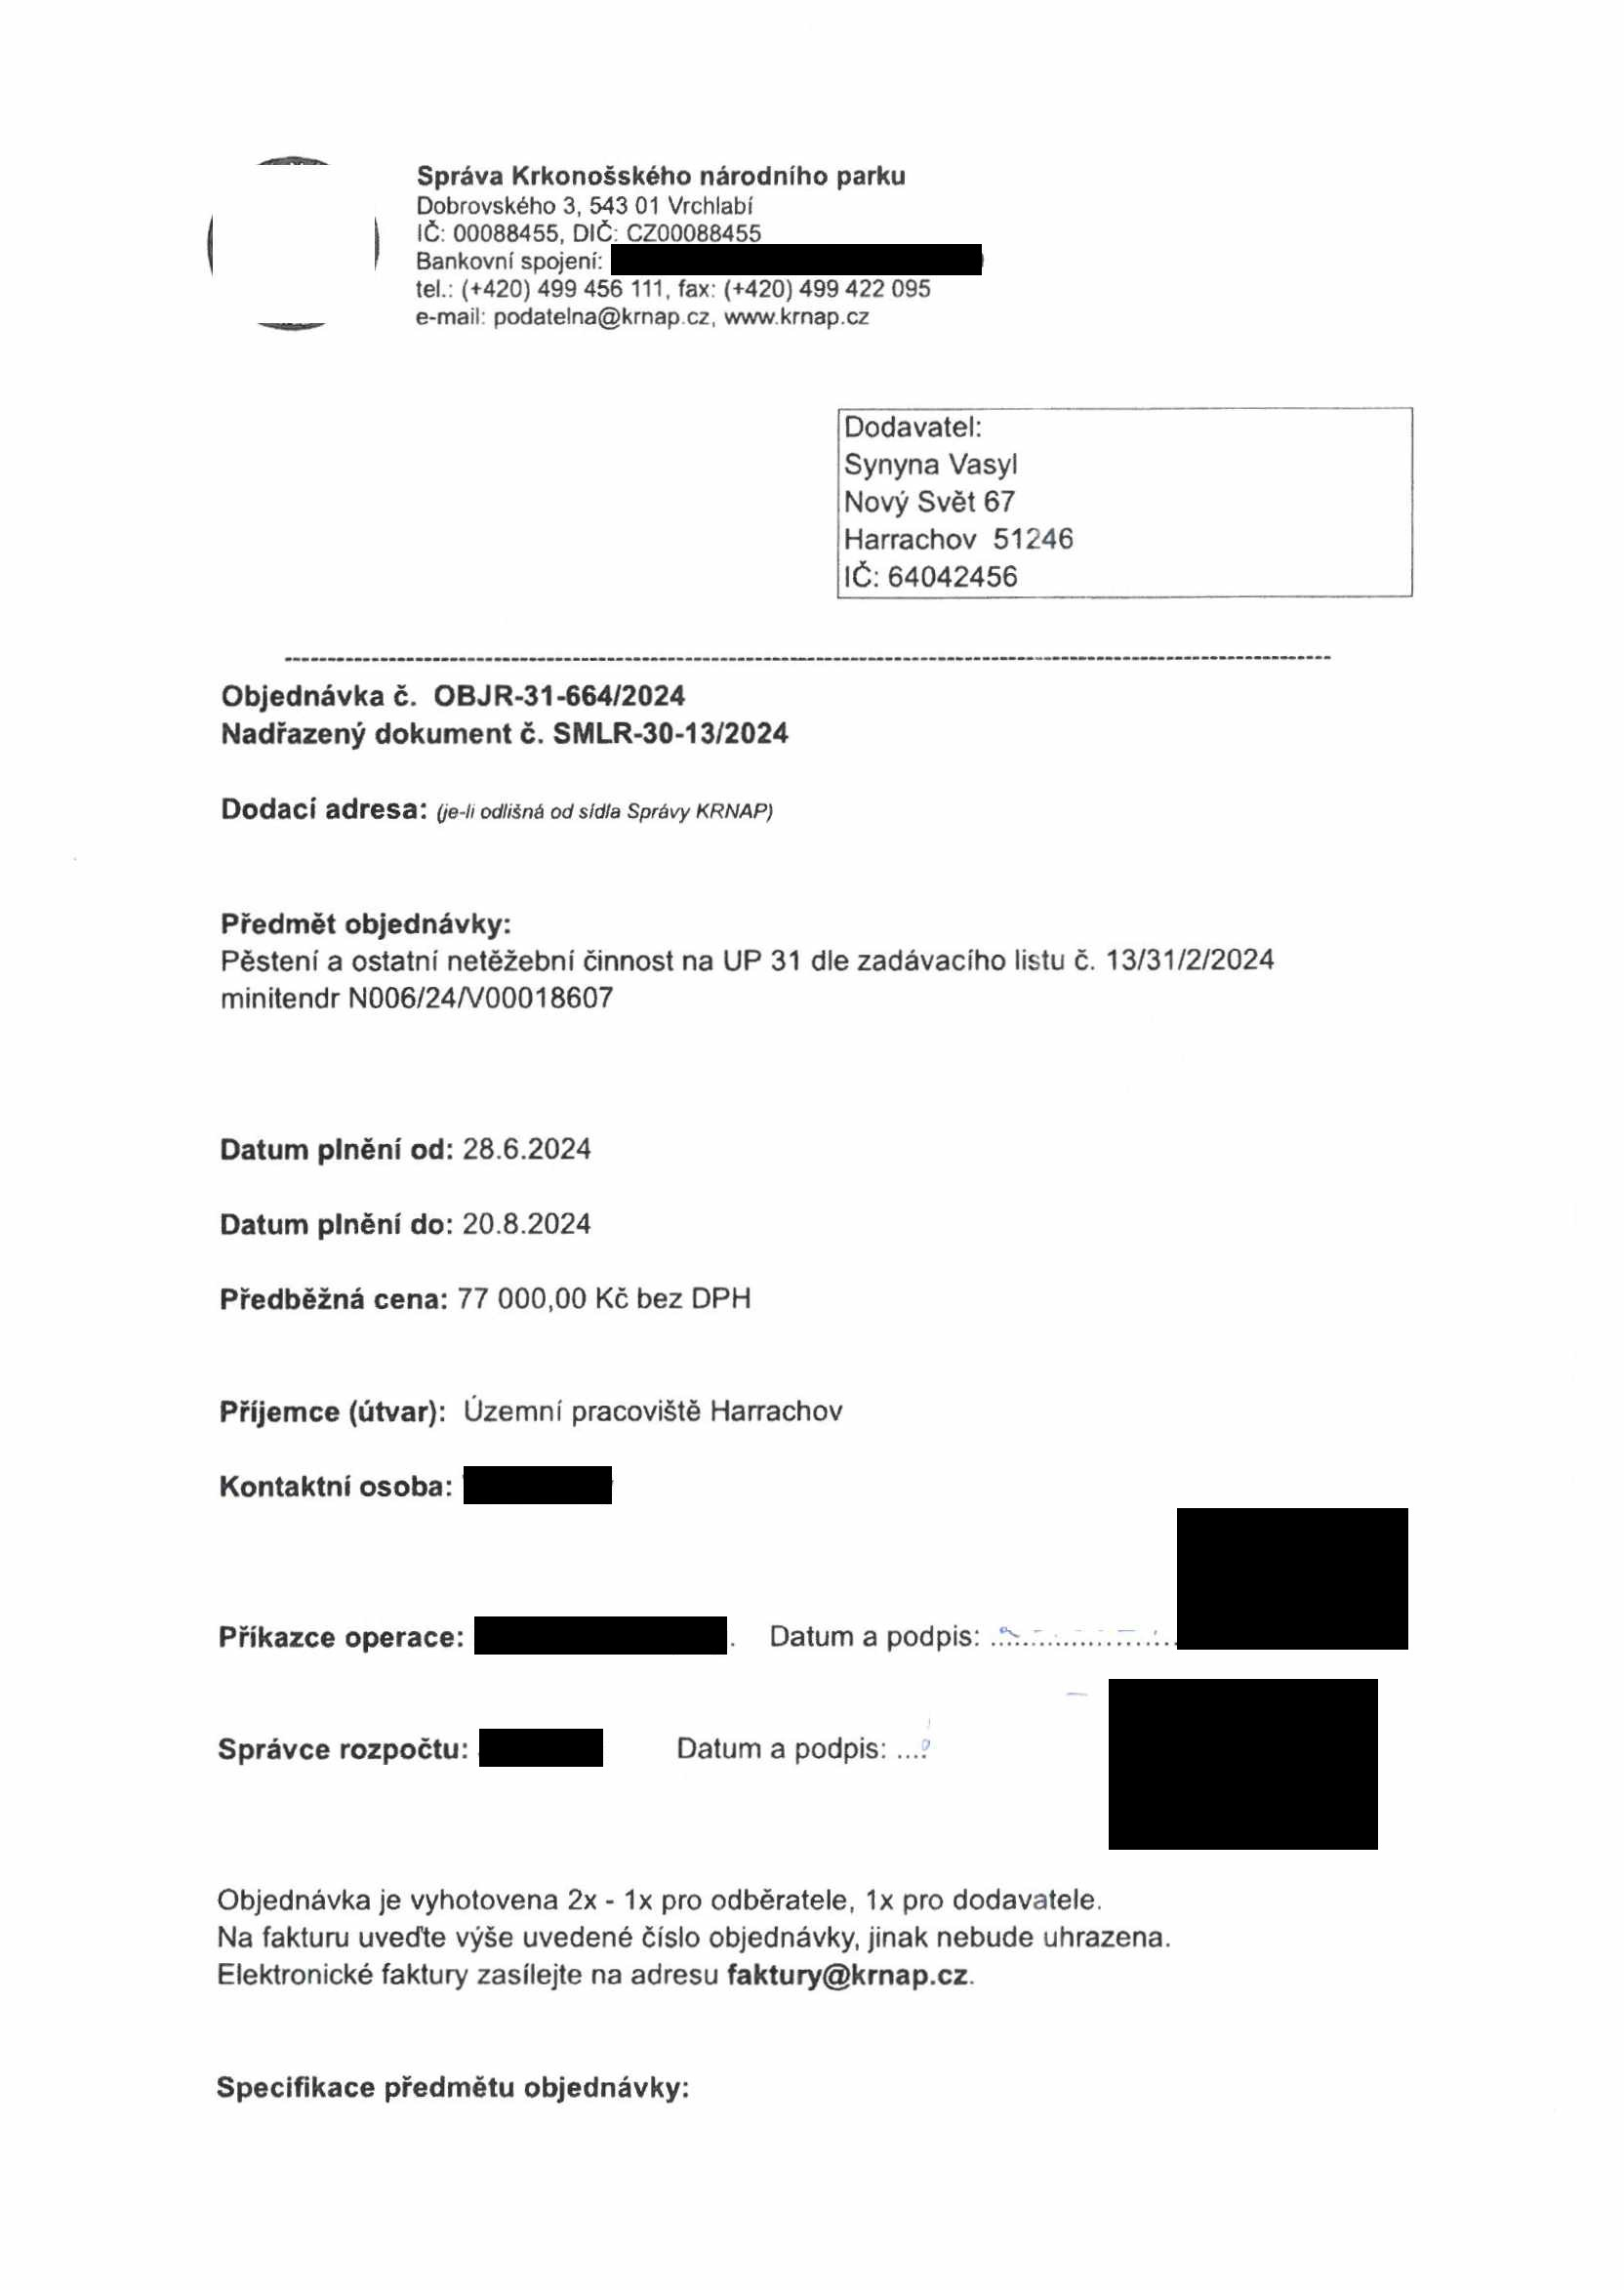 Správa Krkonošského národního parku
Dobrovského 3, 543 01 Vrchlabí
IČ: 00088455, DIČ: CZ00088455
Bankovní spojení:
tel.: (+420) 499 456 111, fax: (+420) 499 422 095
e-mail: podatelna@krnap.cz, www.krnap.cz
Dodavatel:
Synyna Vasyl
Nový Svět 67
Harrachov 51246
IČ: 64042456
Objednávka č. OBJR-31-664/2024
Nadřazený dokument č. SMLR-30-13/2024
Dodací adresa: (je-li odlišná od sídla Správy KRNAP)
Předmět objednávky:
Pěstení a ostatní netěžební činnost na UP 31 dle zadávacího listu č. 13/31/2/2024
minitendr N006/24/V00018607
Datum plnění od: 28.6.2024
Datum plnění do: 20.8.2024
Předběžná cena: 77 000,00 Kč bez DPH
Příjemce (útvar): Územní pracoviště Harrachov
Kontaktní osoba:
Příkazce operace: Datum a podpis:
Správce rozpočtu: Datum a podpis:
Objednávka je vyhotovena 2x - 1x pro odběratele, 1x pro dodavatele.
Na fakturu uveďte výše uvedené číslo objednávky, jinak nebude uhrazena.
Elektronické faktury zasílejte na adresu faktury@krnap.cz.
Specifikace předmětu objednávky: